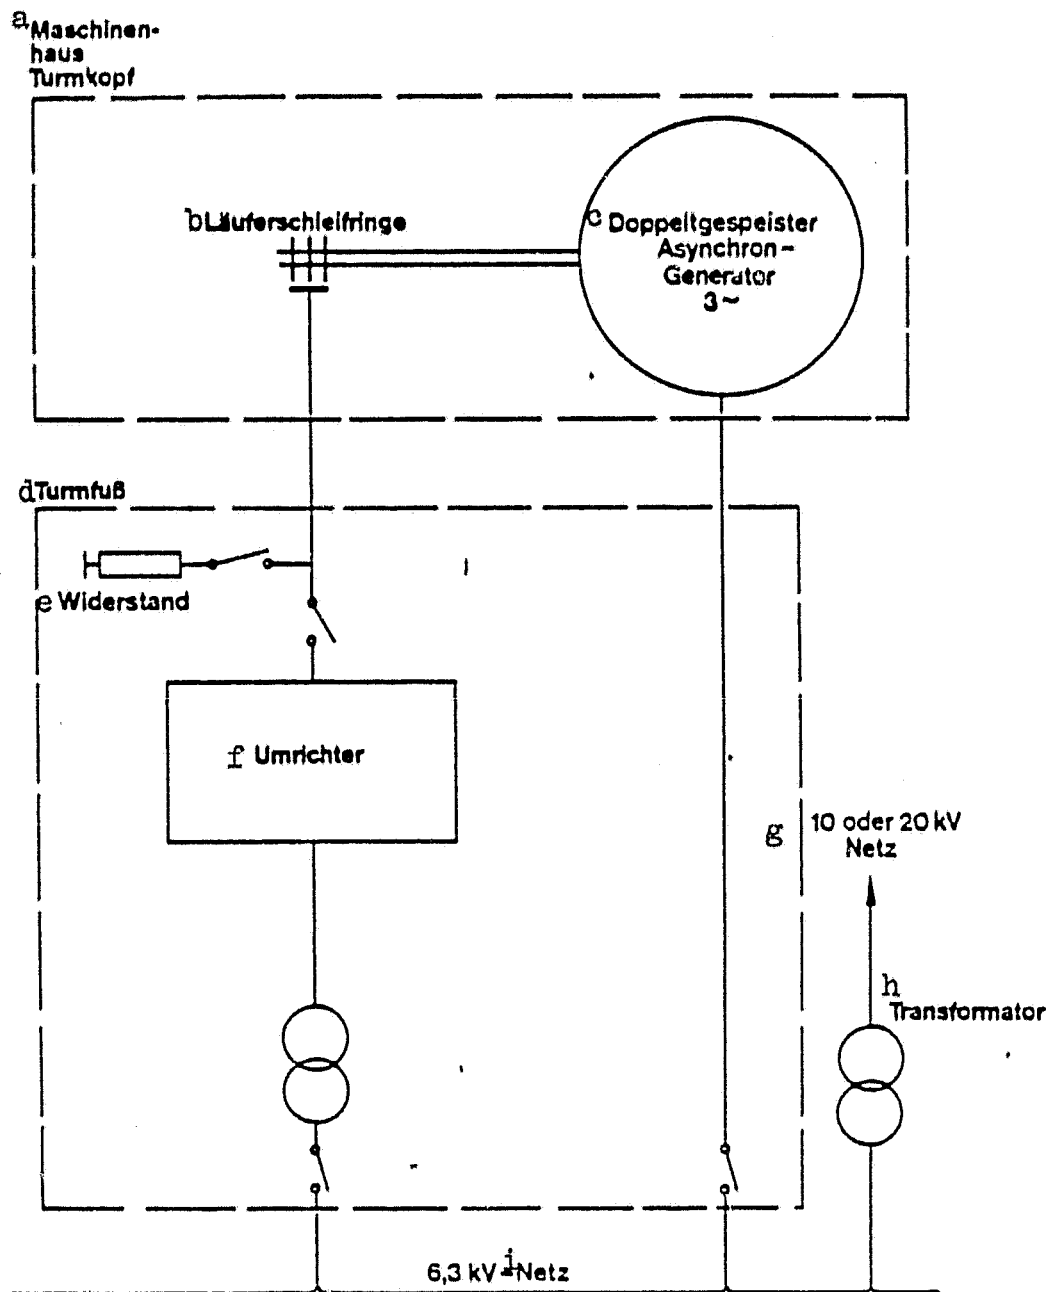 a Maschinen-
haus
Turmkopf
b Läuferschleifringe
c Doppeltgespeister
Asynchron-
Generator
3~
d Turmfuß
e Widerstand
f Umrichter
g 10 oder 20 kV
Netz
h
Transformator
6,3 kV i Netz